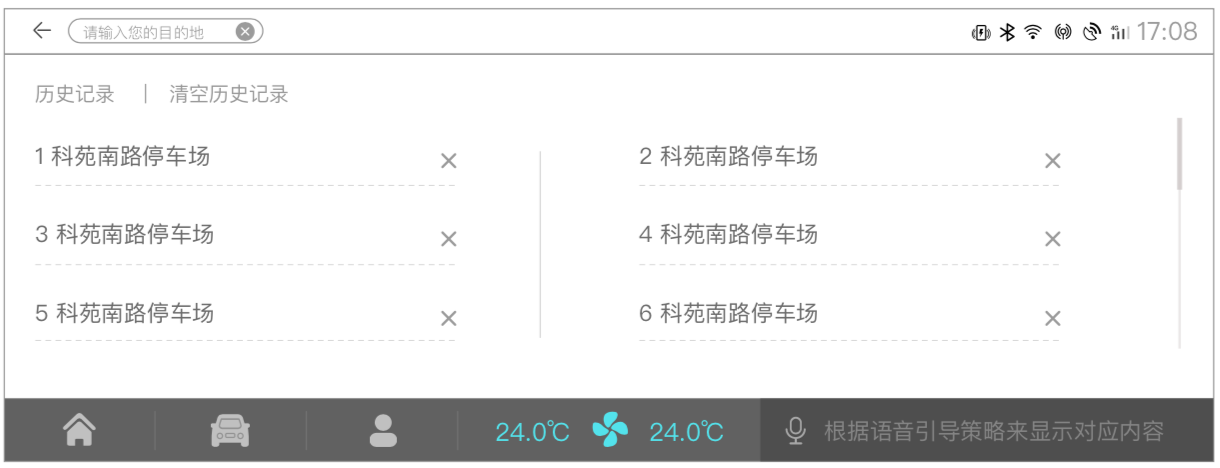 请输入您的目的地
4G 17:08
历史记录 | 清空历史记录
1 科苑南路停车场
2 科苑南路停车场
3 科苑南路停车场
4 科苑南路停车场
5 科苑南路停车场
6 科苑南路停车场
24.0℃ 24.0℃ 根据语音引导策略来显示对应内容